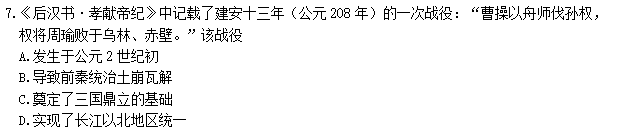 7.《后汉书·孝献帝纪》中记载了建安十三年（公元 208 年）的一次战役：“曹操以舟师伐孙权，
权将周瑜败于乌林、赤壁。”该战役
A.发生于公元 2 世纪初
B.导致前秦统治土崩瓦解
C.奠定了三国鼎立的基础
D.实现了长江以北地区统一